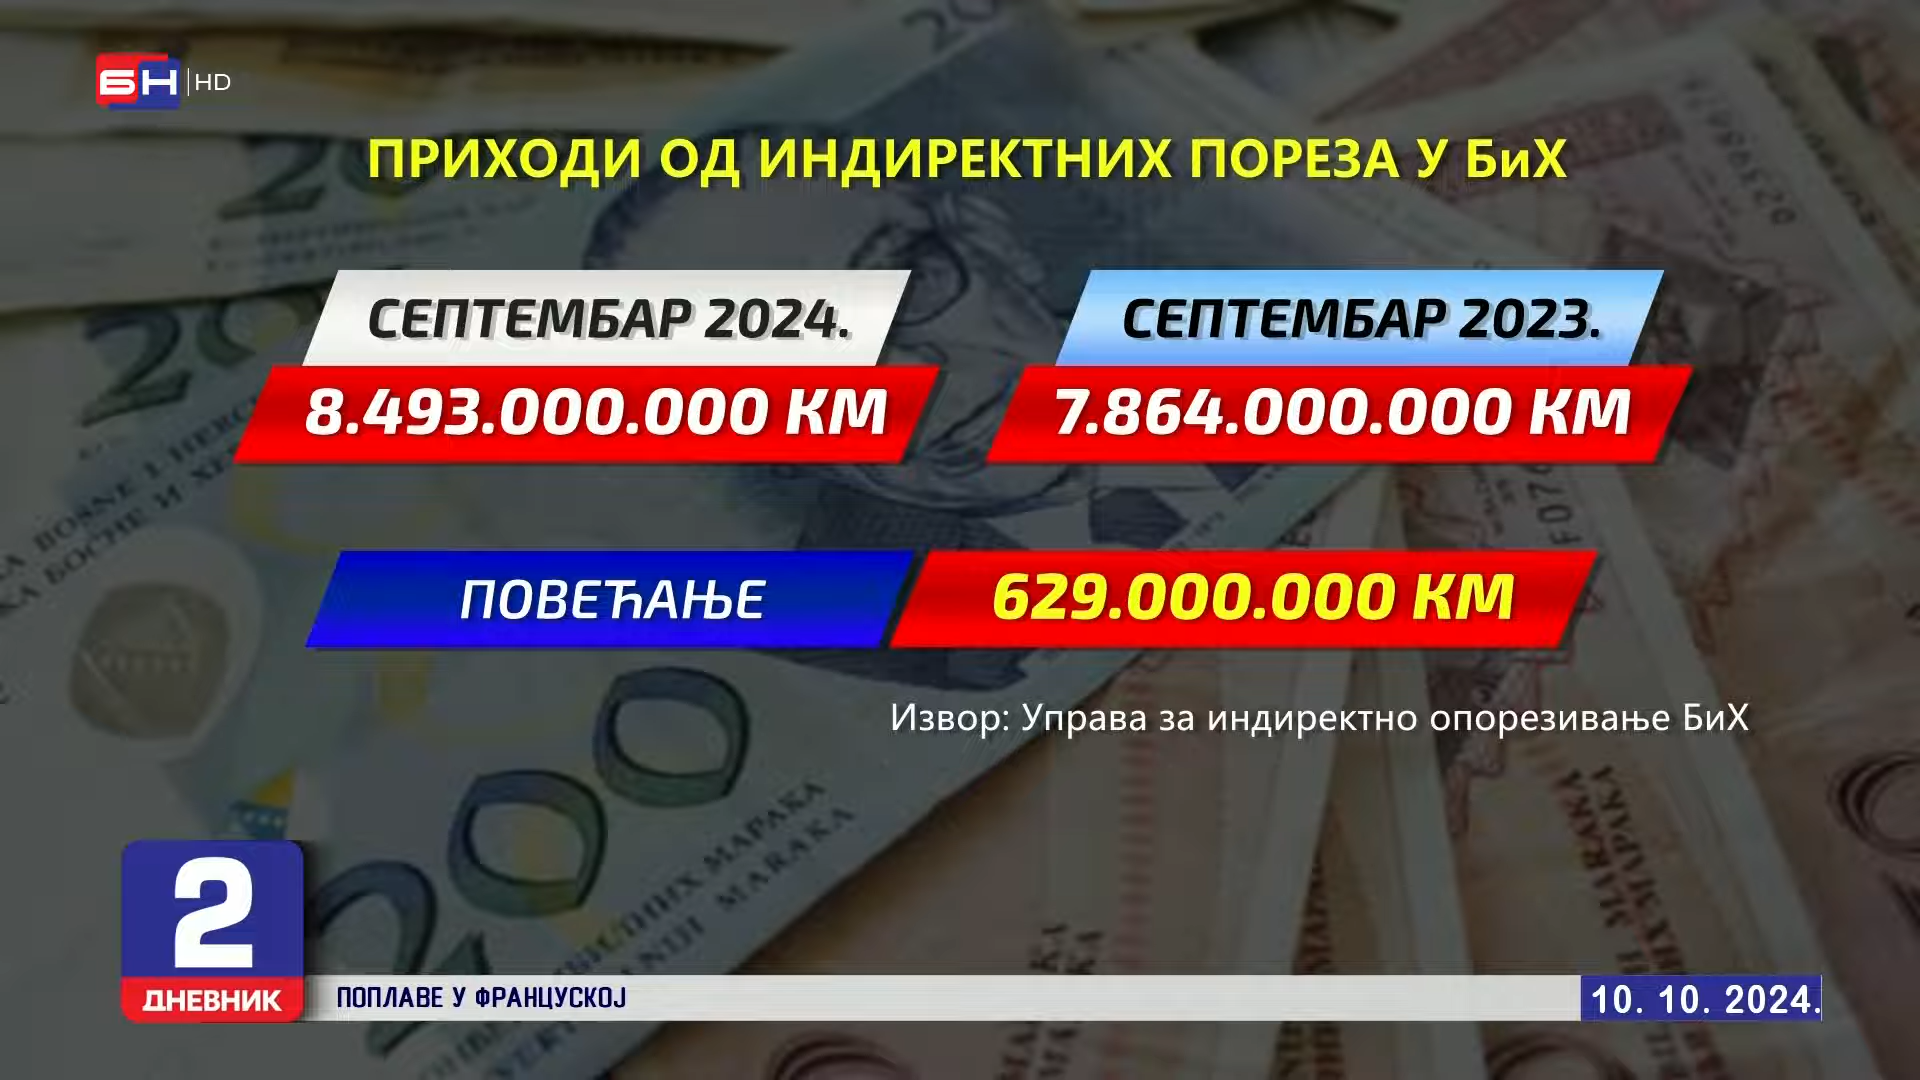 БН HD
ПРИХОДИ ОД ИНДИРЕКТНИХ ПОРЕЗА У БиХ
СЕПТЕМБАР 2024.
СЕПТЕМБАР 2023.
8.493.000.000 КМ
7.864.000.000 КМ
ПОВЕЋАЊЕ
629.000.000 КМ
Извор: Управа за индиректно опорезивање БиХ
2
ДНЕВНИК
ПОПЛАВЕ У ФРАНЦУСКОЈ
10. 10. 2024.